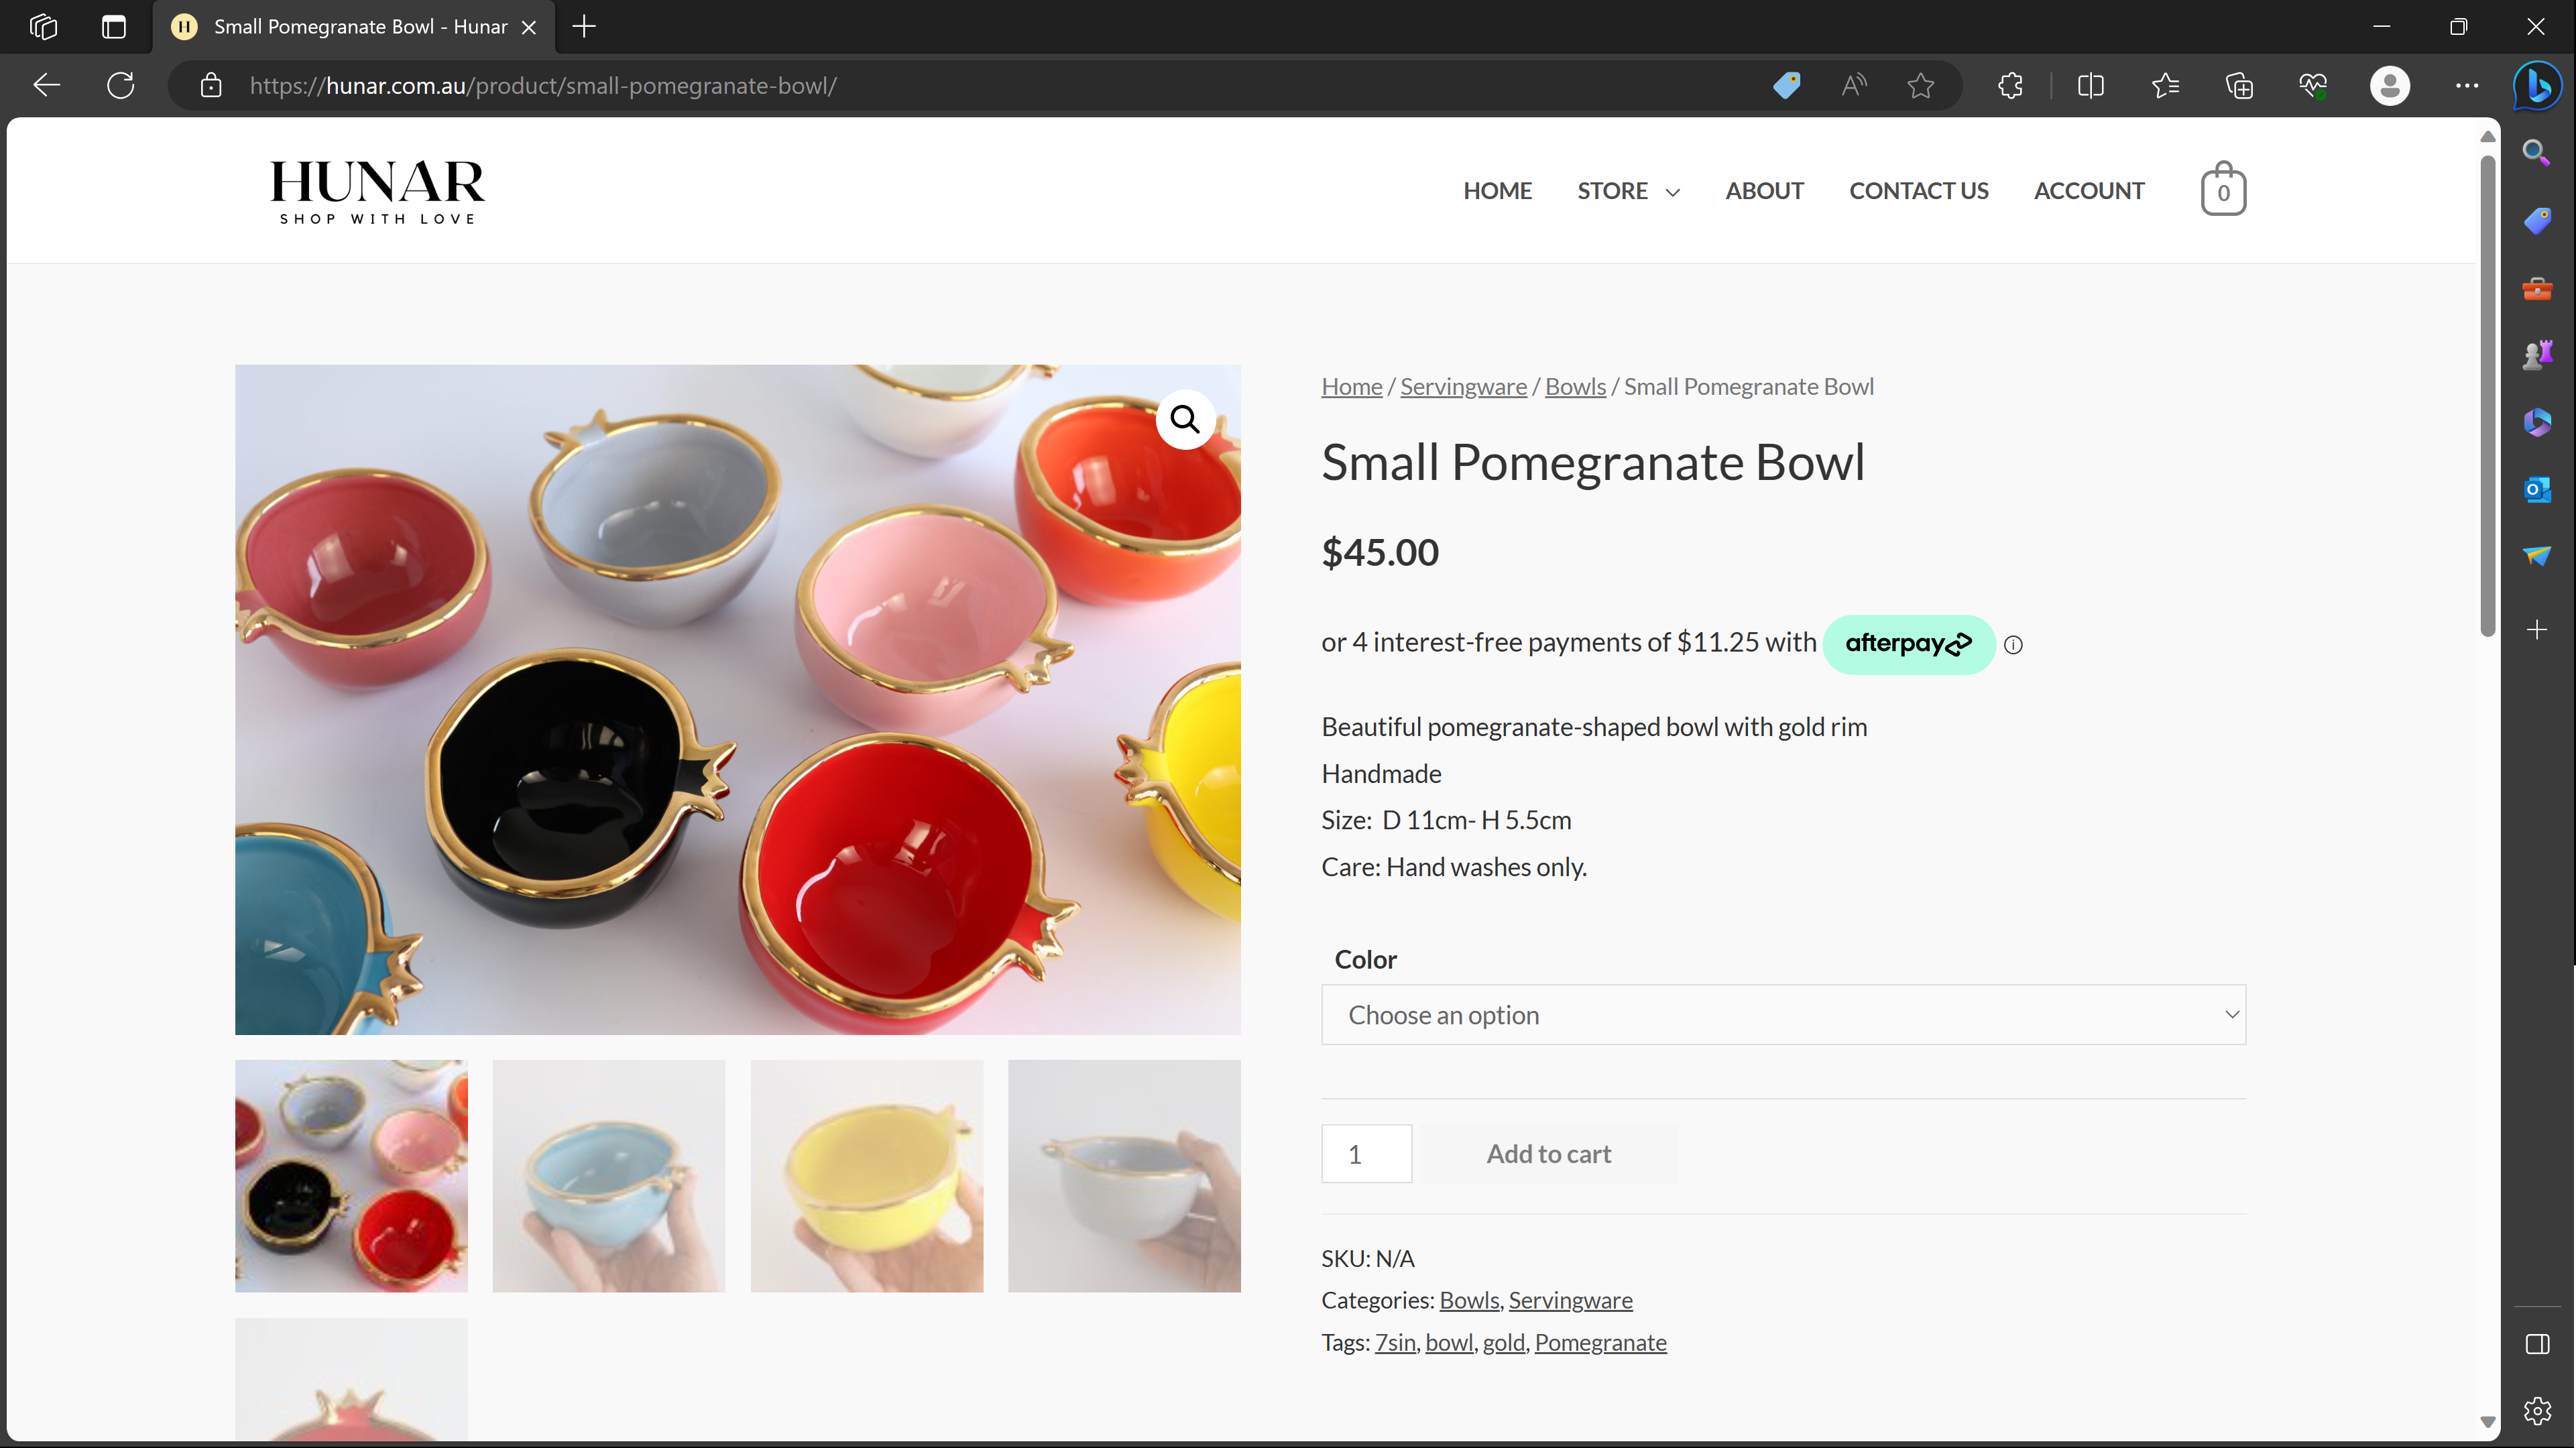 Small Pomegranate Bowl - Hunar
https://hunar.com.au/product/small-pomegranate-bowl/
HUNAR
SHOP WITH LOVE
HOME
STORE
ABOUT
CONTACT US
ACCOUNT
0
Home / Servingware / Bowls / Small Pomegranate Bowl
Small Pomegranate Bowl
$45.00
or 4 interest-free payments of $11.25 with afterpay
Beautiful pomegranate-shaped bowl with gold rim
Handmade
Size:  D 11cm- H 5.5cm
Care: Hand washes only.
Color
Choose an option
1
Add to cart
SKU: N/A
Categories: Bowls, Servingware
Tags: 7sin, bowl, gold, Pomegranate